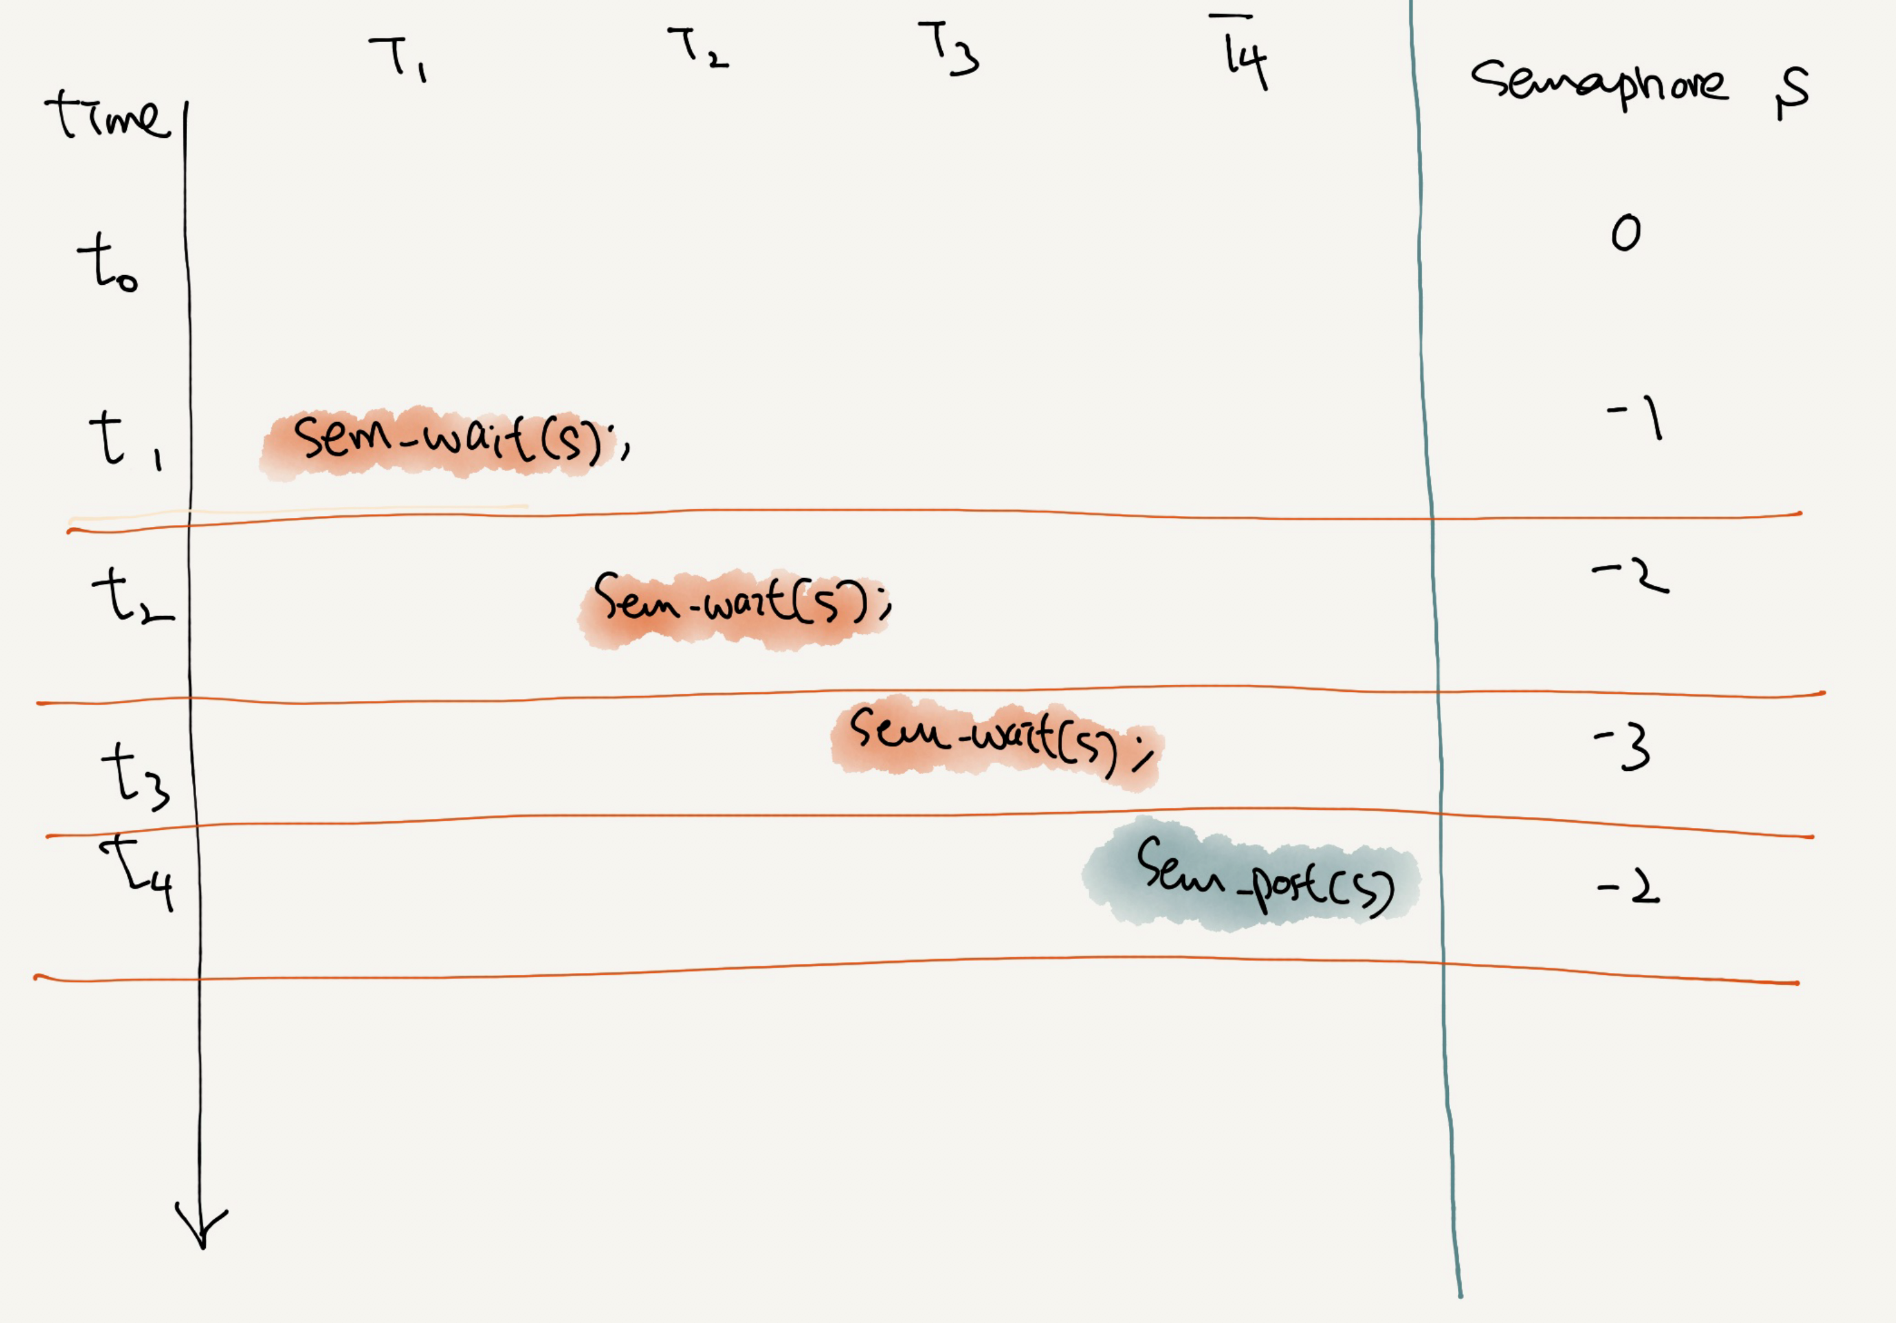 T1 T2 T3 T4 Semaphore S
time
t0 0
t1 Sem-wait(s); -1
t2 Sem-wait(s); -2
t3 Sem-wait(s); -3
t4 Sem-post(s) -2